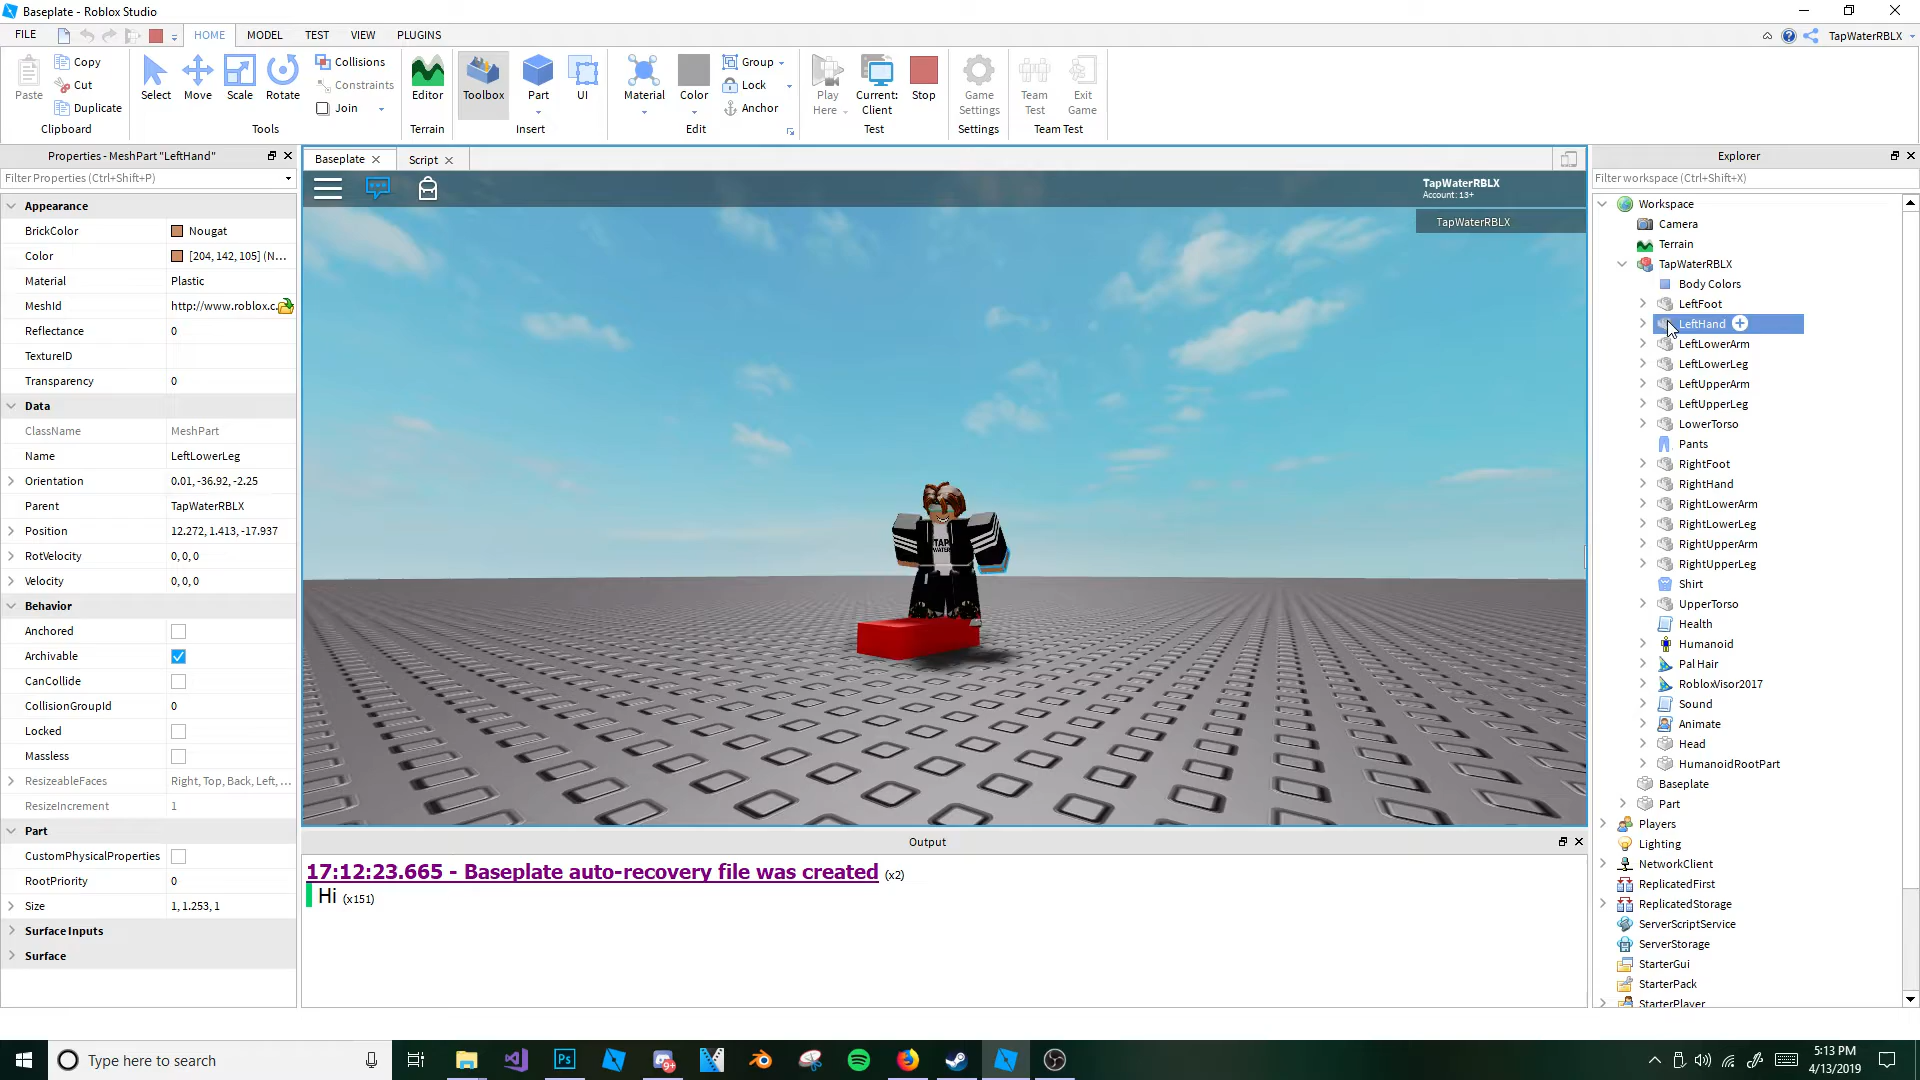 Baseplate - Roblox Studio
FILE HOME MODEL TEST VIEW PLUGINS TapWaterRBLX
Paste Copy Cut Duplicate Clipboard
Select Move Scale Rotate Collisions Constraints Join Tools
Editor Terrain
Toolbox Part UI Insert
Material Color Group Lock Anchor Edit
Play Here Current: Client Stop Test
Game Settings Settings
Team Test Exit Game Team Test
Properties - MeshPart "LeftHand"
Filter Properties (Ctrl+Shift+P)
Appearance
BrickColor Nougat
Color [204, 142, 105] (N...
Material Plastic
MeshId http://www.roblox.c.
Reflectance 0
TextureID
Transparency 0
Data
ClassName MeshPart
Name LeftLowerLeg
Orientation 0.01, -36.92, -2.25
Parent TapWaterRBLX
Position 12.272, 1.413, -17.937
RotVelocity 0, 0, 0
Velocity 0, 0, 0
Behavior
Anchored
Archivable
CanCollide
CollisionGroupId 0
Locked
Massless
ResizeableFaces Right, Top, Back, Left, ...
ResizeIncrement 1
Part
CustomPhysicalProperties
RootPriority 0
Size 1, 1.253, 1
Surface Inputs
Surface
Baseplate Script
TapWaterRBLX
Account: 13+
TapWaterRBLX
TAP
WATER
Output
17:12:23.665 - Baseplate auto-recovery file was created (x2)
Hi (x151)
Explorer
Filter workspace (Ctrl+Shift+X)
Workspace
Camera
Terrain
TapWaterRBLX
Body Colors
LeftFoot
LeftHand
LeftLowerArm
LeftLowerLeg
LeftUpperArm
LeftUpperLeg
LowerTorso
Pants
RightFoot
RightHand
RightLowerArm
RightLowerLeg
RightUpperArm
RightUpperLeg
Shirt
UpperTorso
Health
Humanoid
Pal Hair
RobloxVisor2017
Sound
Animate
Head
HumanoidRootPart
Baseplate
Part
Players
Lighting
NetworkClient
ReplicatedFirst
ReplicatedStorage
ServerScriptService
ServerStorage
StarterGui
StarterPack
StarterPlayer
Type here to search
Ps
9+
5:13 PM
4/13/2019